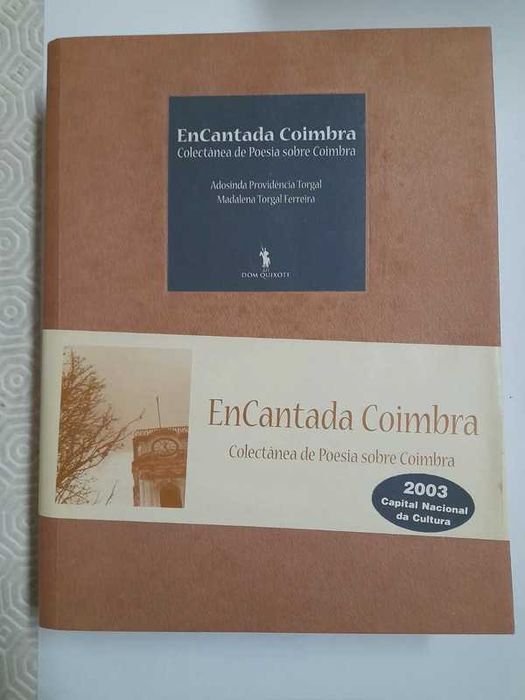 EnCantada Coimbra
Colectânea de Poesia sobre Coimbra
Adosinda Providência Torgal
Madalena Torgal Ferreira
DOM QUIXOTE
EnCantada Coimbra
Colectânea de Poesia sobre Coimbra
2003
Capital Nacional
da Cultura